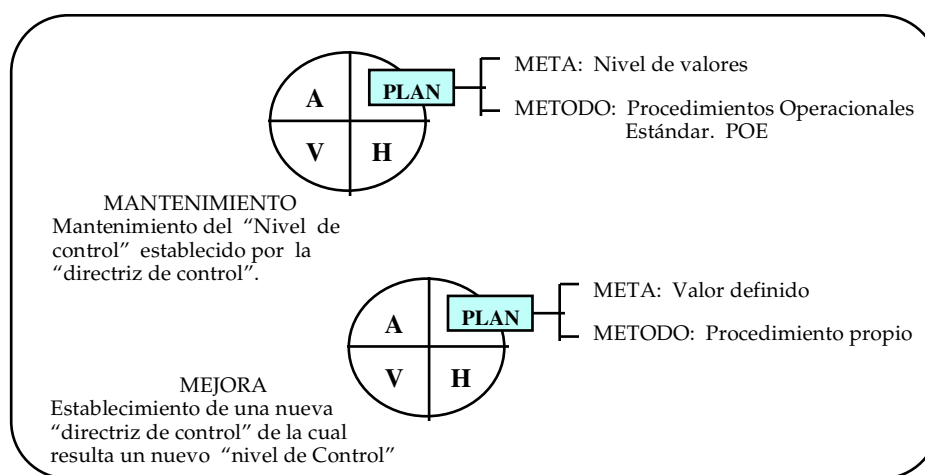 META: Nivel de valores
A
PLAN
METODO: Procedimientos Operacionales
Estándar. POE
V
H
MANTENIMIENTO
Mantenimiento del “Nivel de
control” establecido por la
“directriz de control”.
META: Valor definido
A
PLAN
METODO: Procedimiento propio
V
H
MEJORA
Establecimiento de una nueva
“directriz de control” de la cual
resulta un nuevo “nivel de Control”